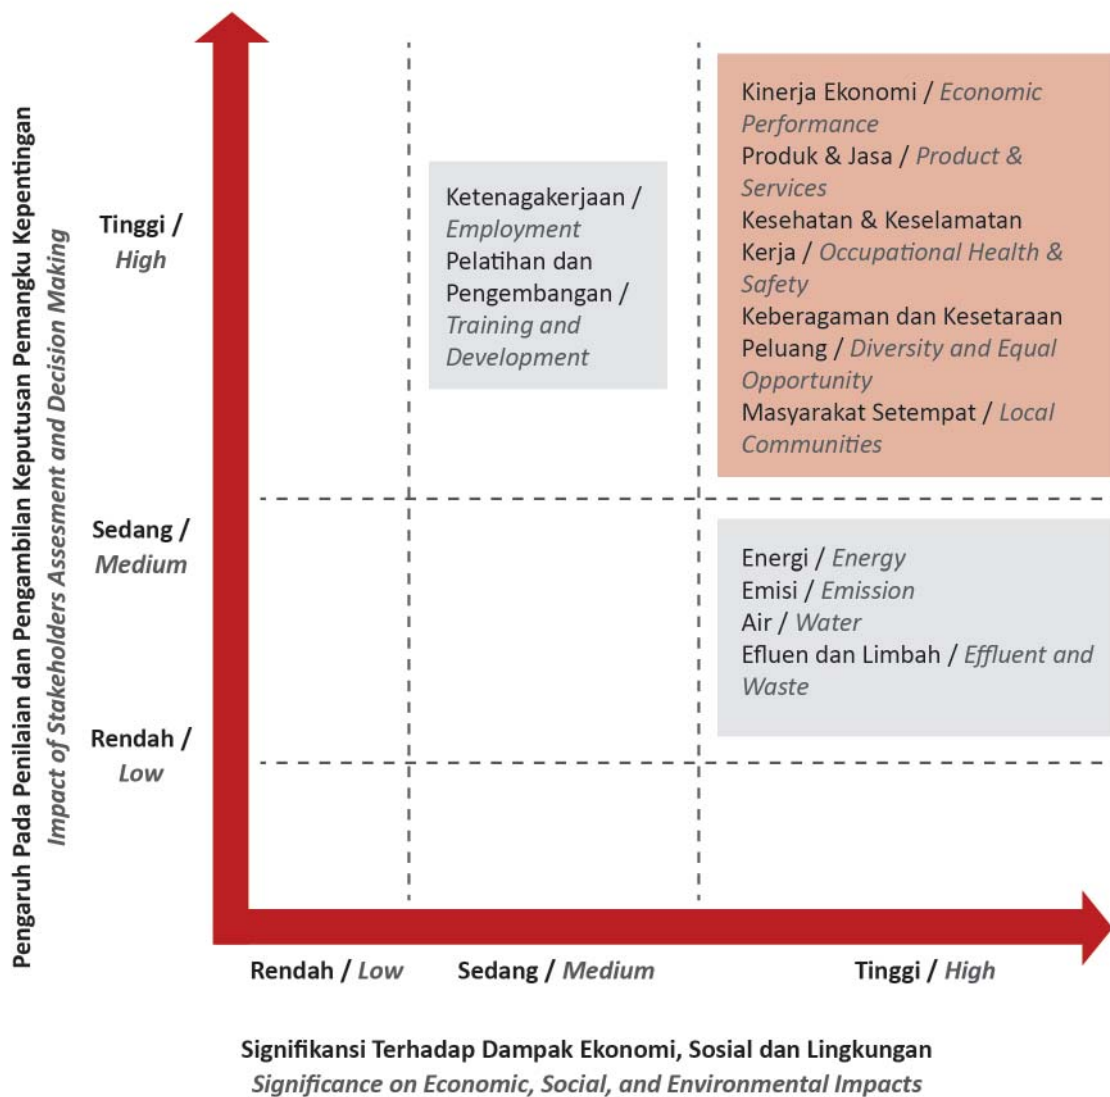 Pengaruh Pada Penilaian dan Pengambilan Keputusan Pemangku Kepentingan
Impact of Stakeholders Assesment and Decision Making
Tinggi /
High
Sedang /
Medium
Rendah /
Low
Ketenagakerjaan /
Employment
Pelatihan dan
Pengembangan /
Training and
Development
Kinerja Ekonomi / Economic
Performance
Produk & Jasa / Product &
Services
Kesehatan & Keselamatan
Kerja / Occupational Health &
Safety
Keberagaman dan Kesetaraan
Peluang / Diversity and Equal
Opportunity
Masyarakat Setempat / Local
Communities
Energi / Energy
Emisi / Emission
Air / Water
Efluen dan Limbah / Effluent and
Waste
Rendah / Low
Sedang / Medium
Tinggi / High
Signifikansi Terhadap Dampak Ekonomi, Sosial dan Lingkungan
Significance on Economic, Social, and Environmental Impacts